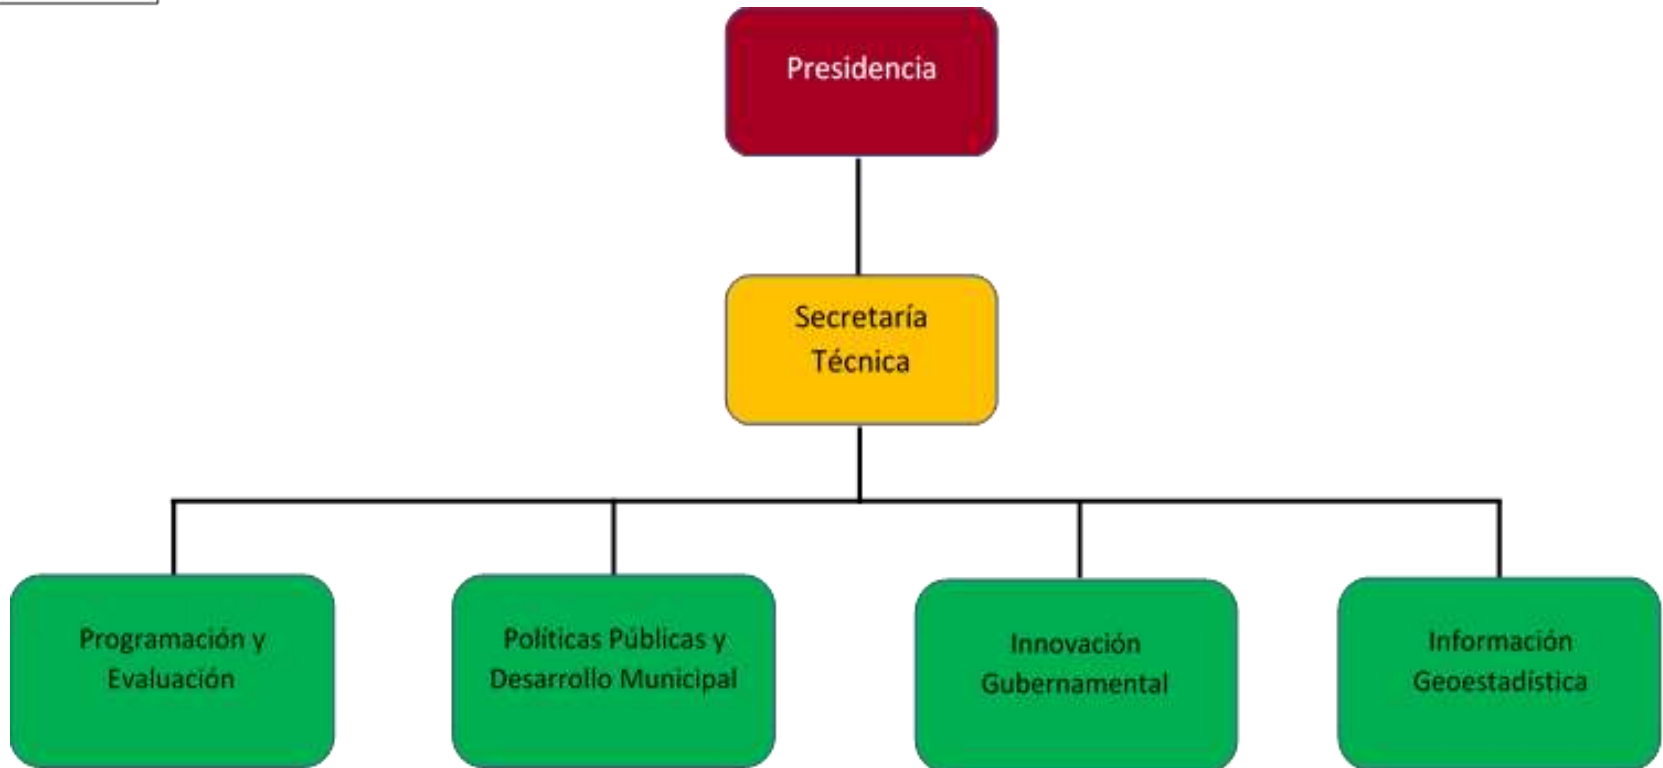 Presidencia
Secretaría
Técnica
Programación y
Evaluación
Políticas Públicas y
Desarrollo Municipal
Innovación
Gubernamental
Información
Geoestadística